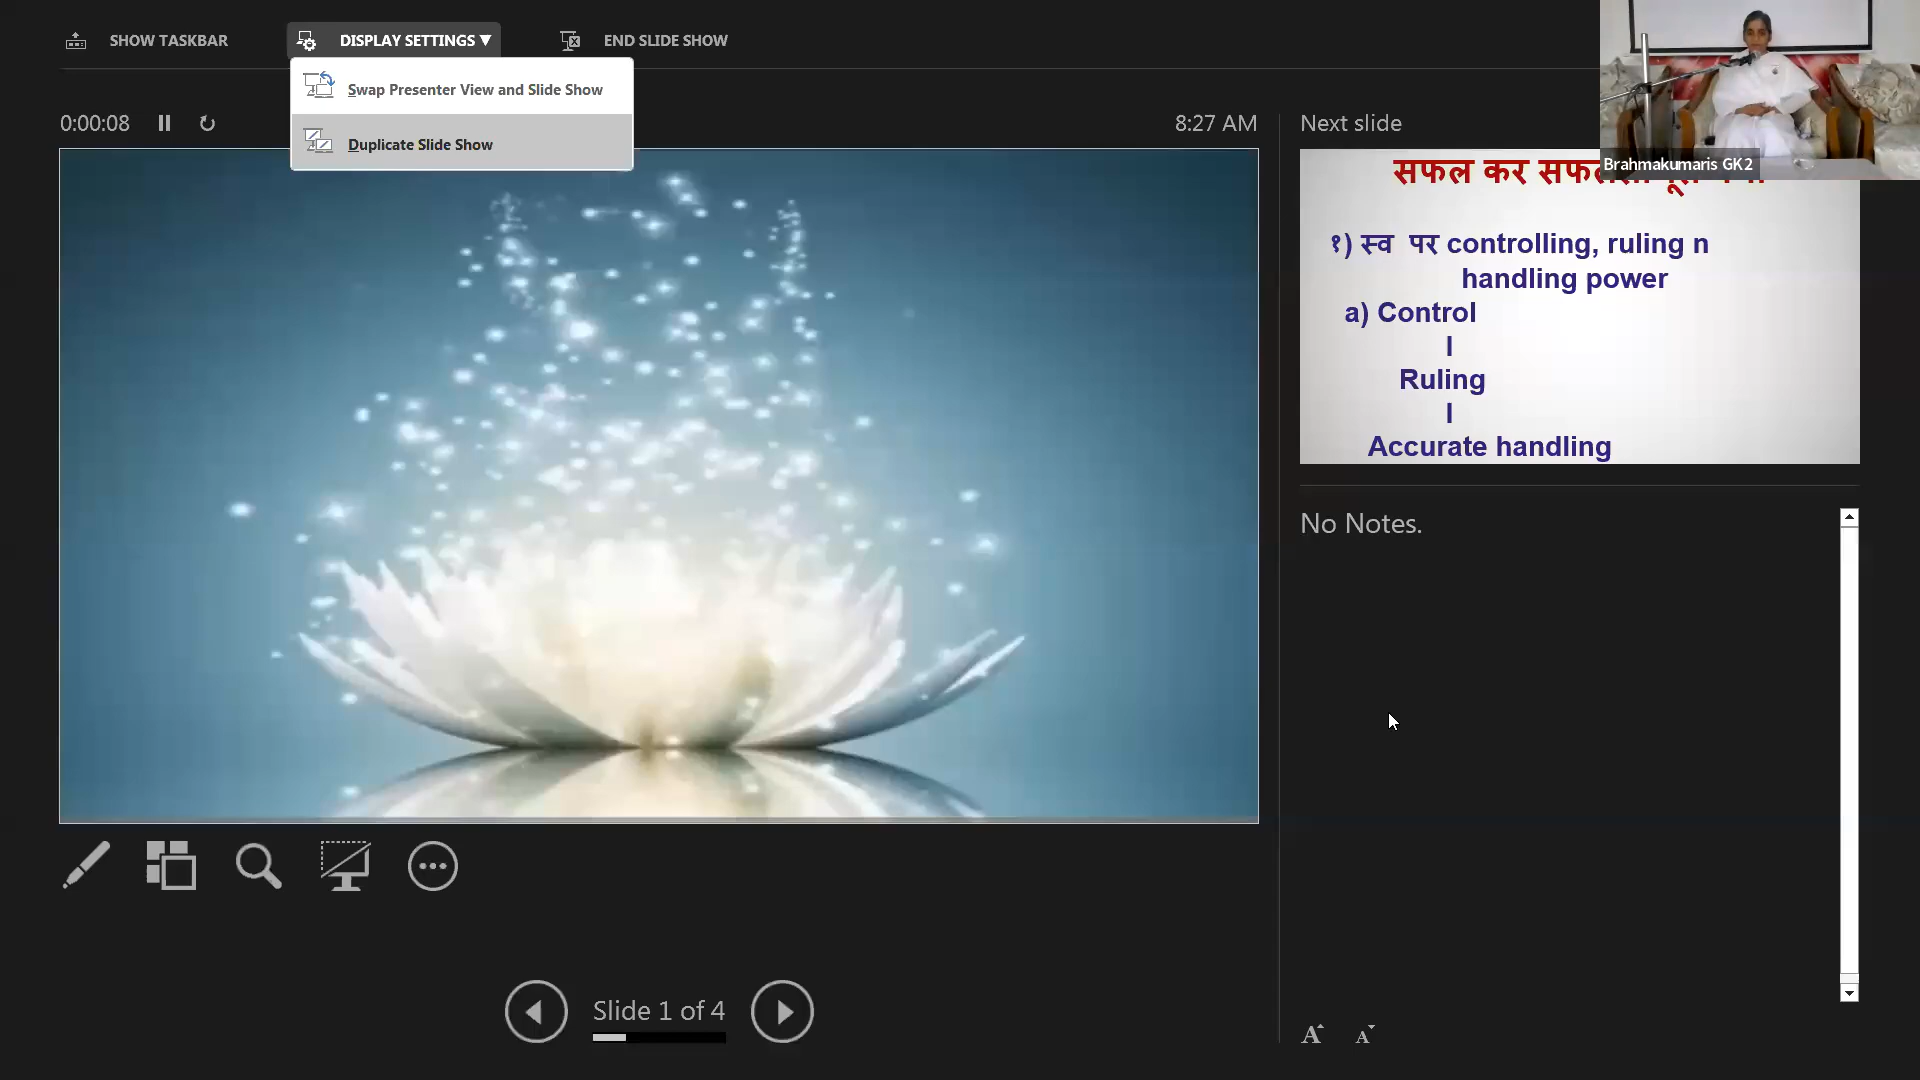 SHOW TASKBAR
DISPLAY SETTINGS ▼
END SLIDE SHOW
Swap Presenter View and Slide Show
Duplicate Slide Show
0:00:08
8:27 AM
Next slide
Brahmakumaris GK2
सफल कर
१) स्व पर controlling, ruling n
handling power
a) Control
I
Ruling
I
Accurate handling
No Notes.
Slide 1 of 4
A A